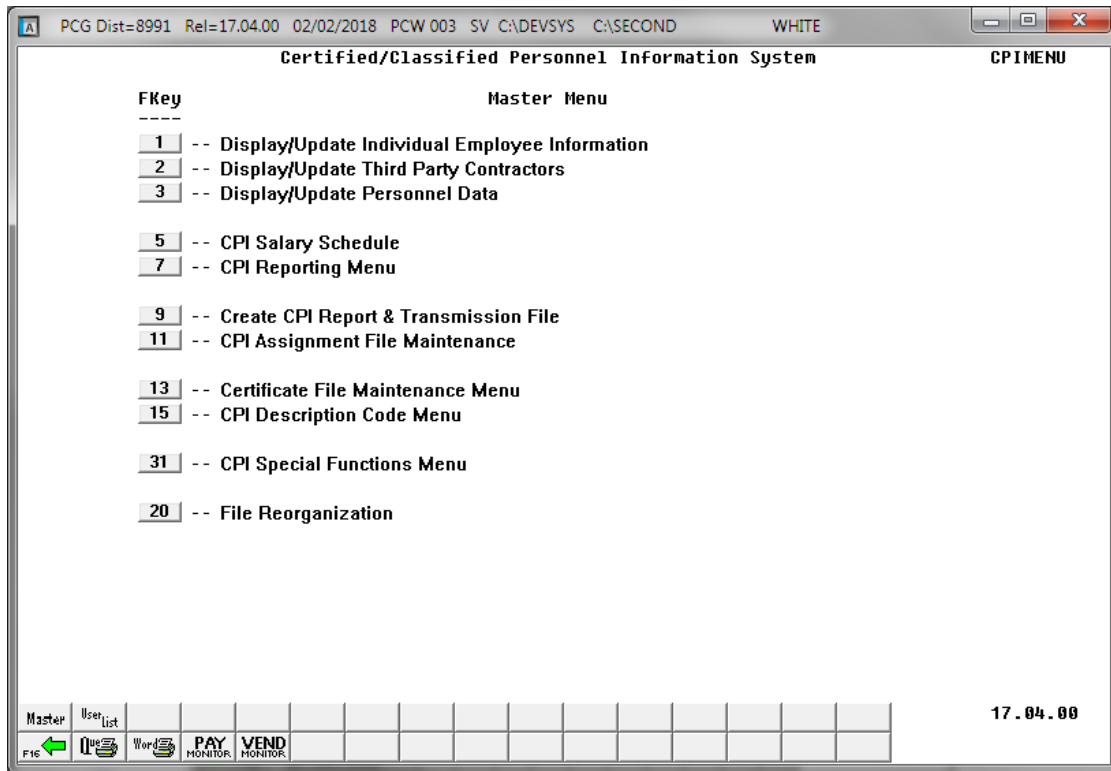 A PCG Dist=8991 Rel=17.04.00 02/02/2018 PCW 003 SV C:\DEVSYS C:\SECOND WHITE
Certified/Classified Personnel Information System CPIMENU
FKey Master Menu
----
1 -- Display/Update Individual Employee Information
2 -- Display/Update Third Party Contractors
3 -- Display/Update Personnel Data
5 -- CPI Salary Schedule
7 -- CPI Reporting Menu
9 -- Create CPI Report & Transmission File
11 -- CPI Assignment File Maintenance
13 -- Certificate File Maintenance Menu
15 -- CPI Description Code Menu
31 -- CPI Special Functions Menu
20 -- File Reorganization
Master User List 17.04.00
F16 Que Word PAY MONITOR VEND MONITOR